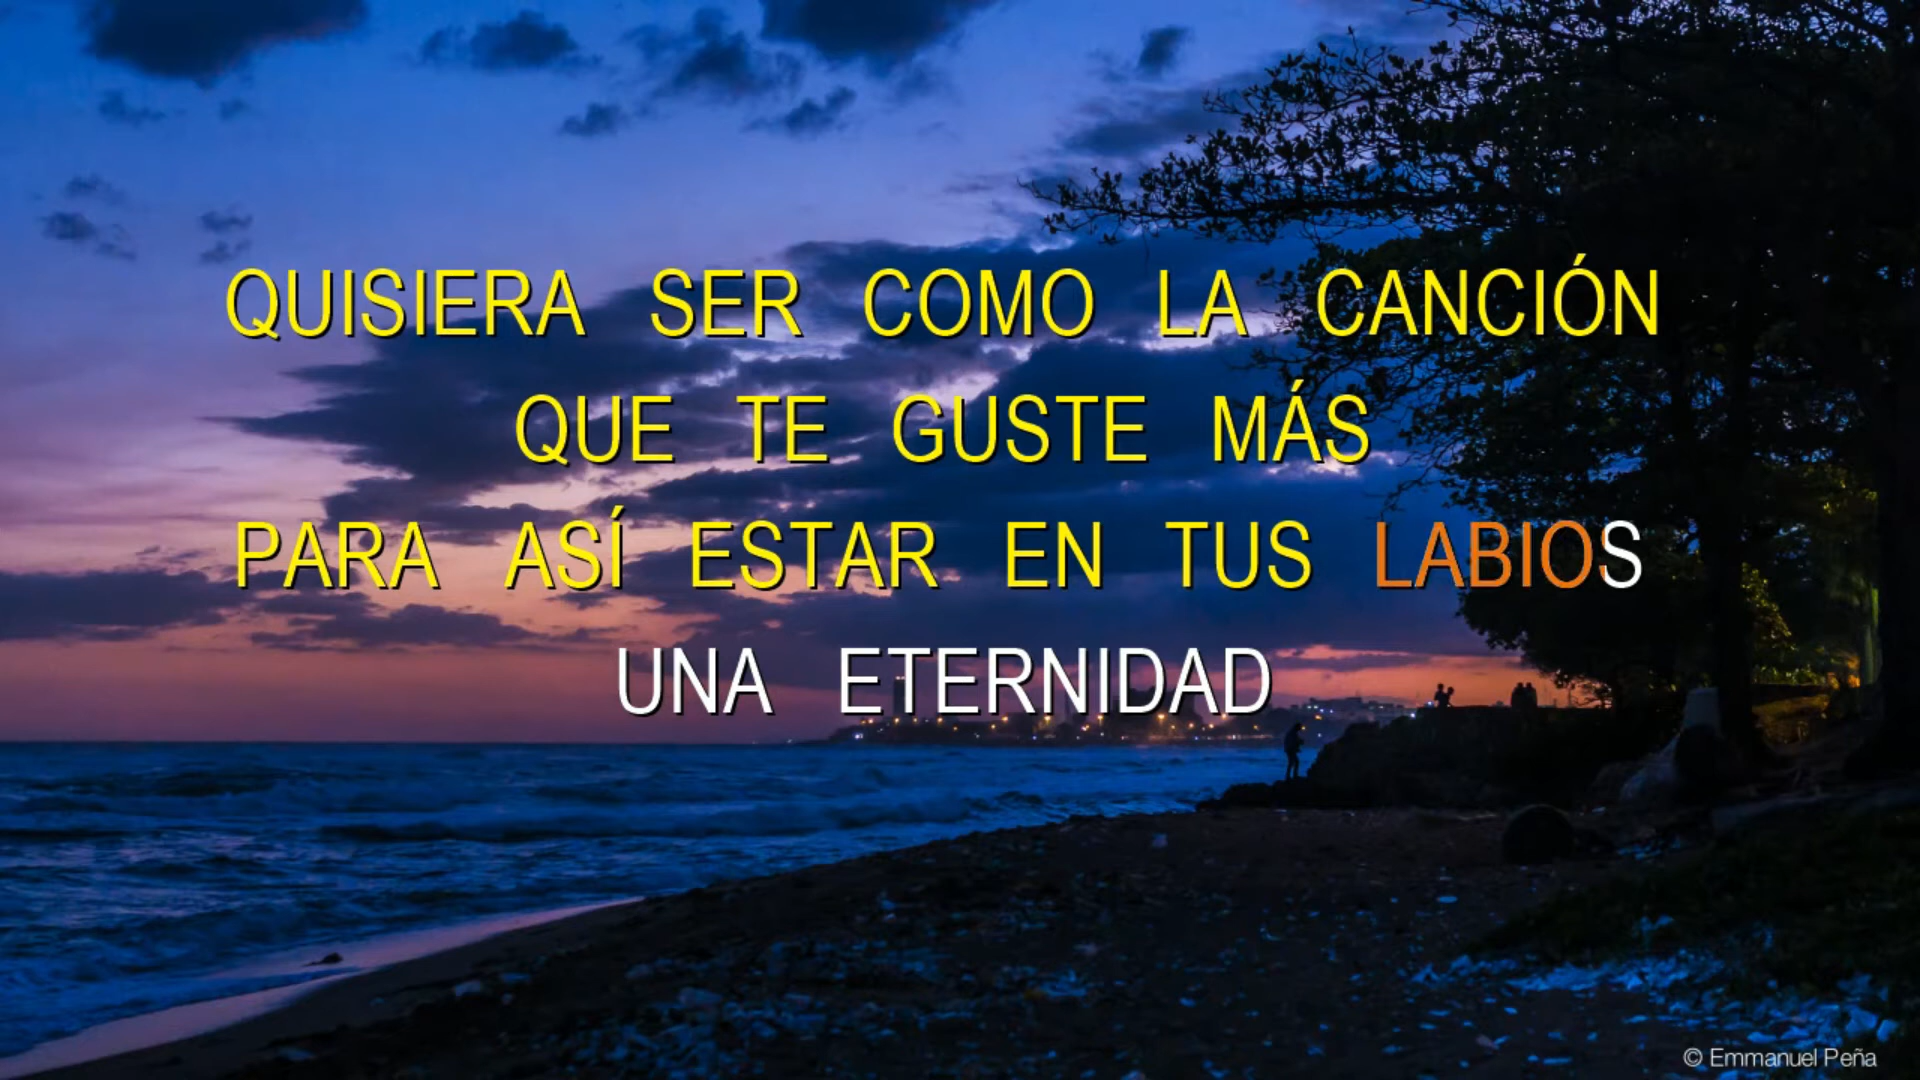 QUISIERA SER COMO LA CANCIÓN
QUE TE GUSTE MÁS
PARA ASÍ ESTAR EN TUS LABIOS
UNA ETERNIDAD
© Emmanuel Peña